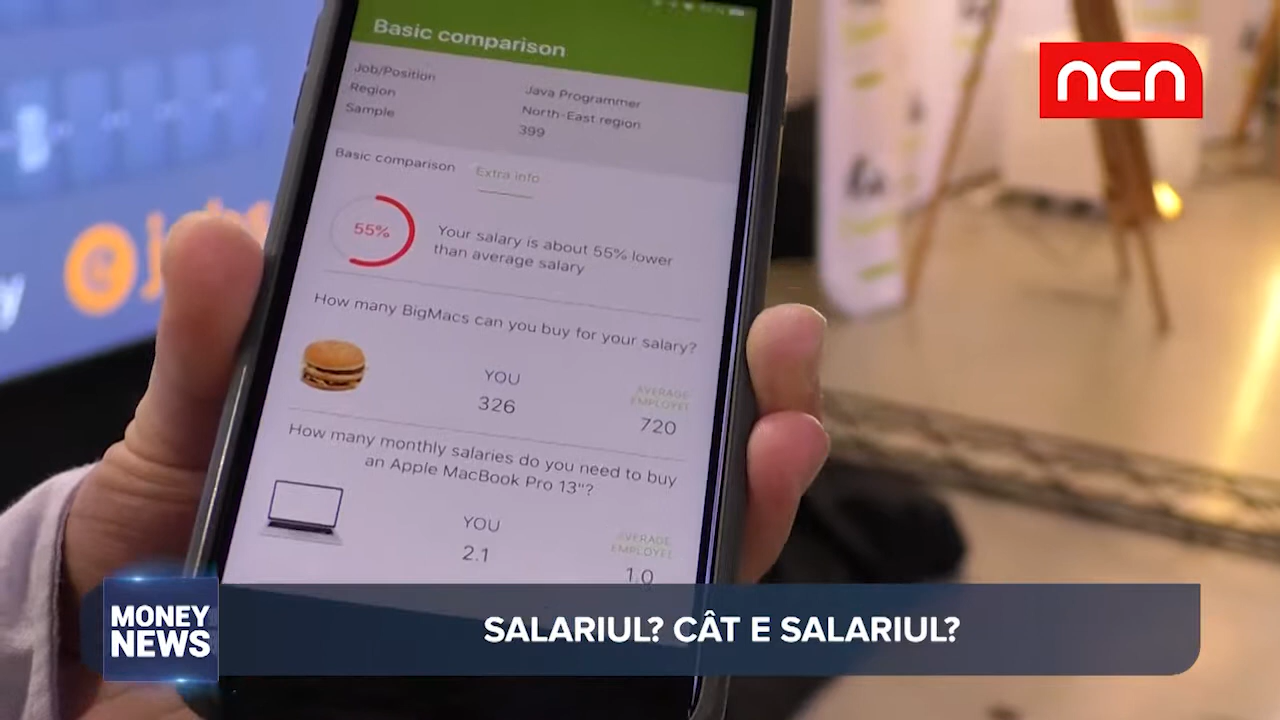 Basic comparison
ncn
Job/Position Java Programmer
Region North-East region
Sample 399
Basic comparison Extra info
55%
Your salary is about 55% lower
than average salary
How many BigMacs can you buy for your salary?
YOU
AVERAGE
EMPLOYEE
326
720
How many monthly salaries do you need to buy
an Apple MacBook Pro 13"?
YOU
AVERAGE
EMPLOYEE
2.1
1.0
MONEY
NEWS
SALARIUL? CÂT E SALARIUL?